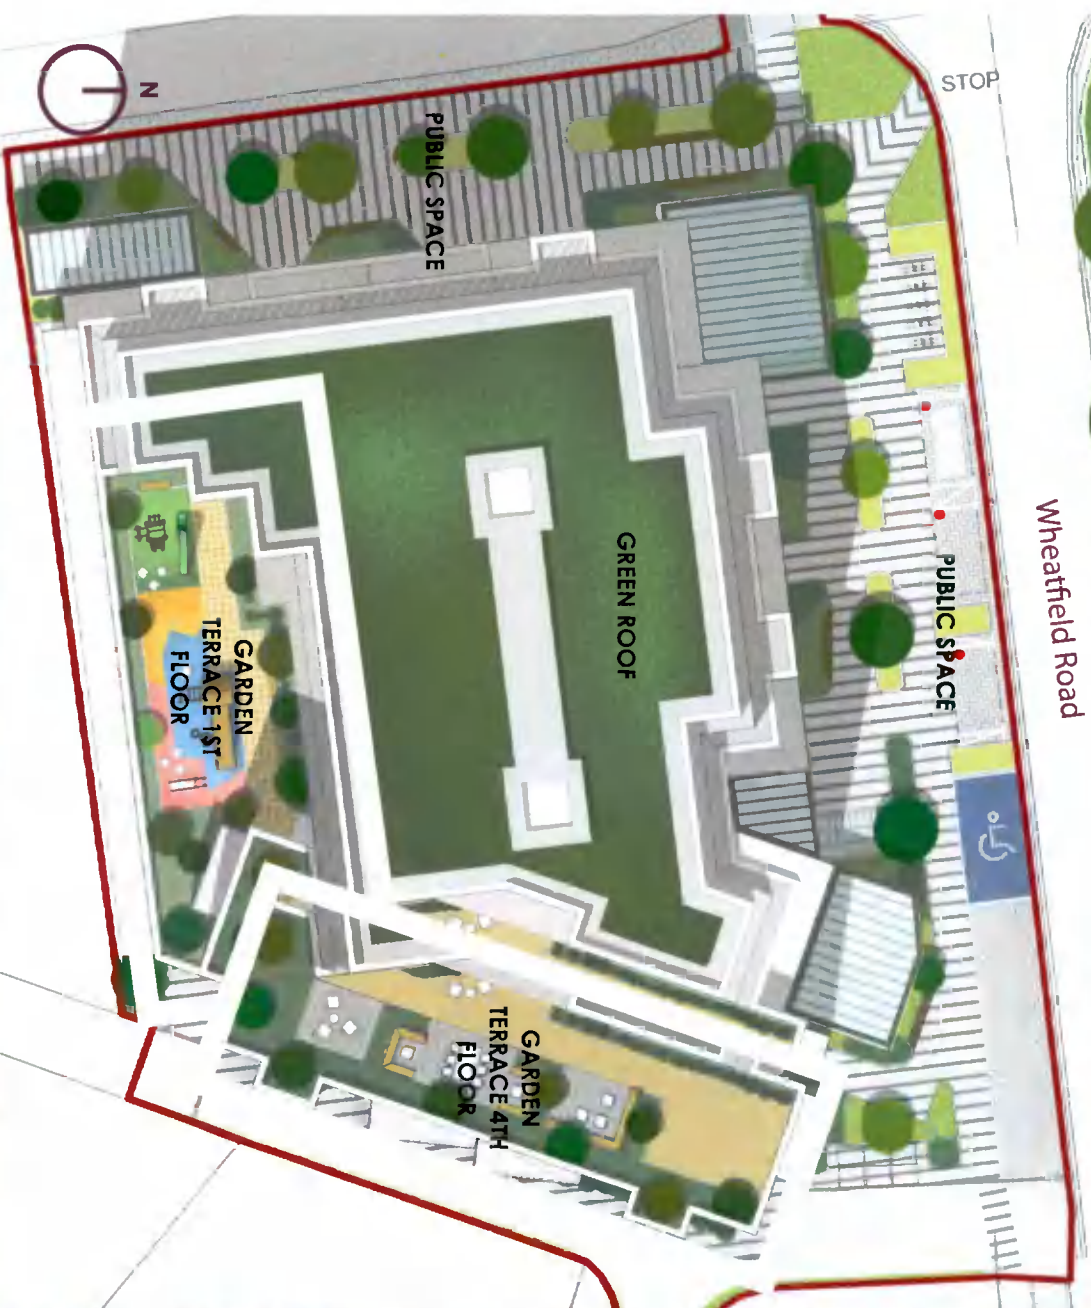 STOP
N
PUBLIC SPACE
Wheatfield Road
PUBLIC SPACE
GREEN ROOF
GARDEN
TERRACE 1ST
FLOOR
GARDEN
TERRACE 4TH
FLOOR